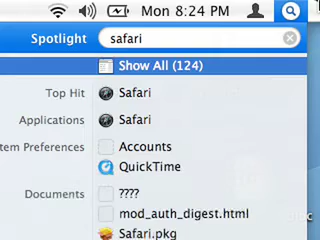 Mon 8:24 PM
Spotlight safari
Show All (124)
Top Hit Safari
Applications Safari
tem Preferences Accounts
QuickTime
Documents ????
mod_auth_digest.html
Safari.pkg